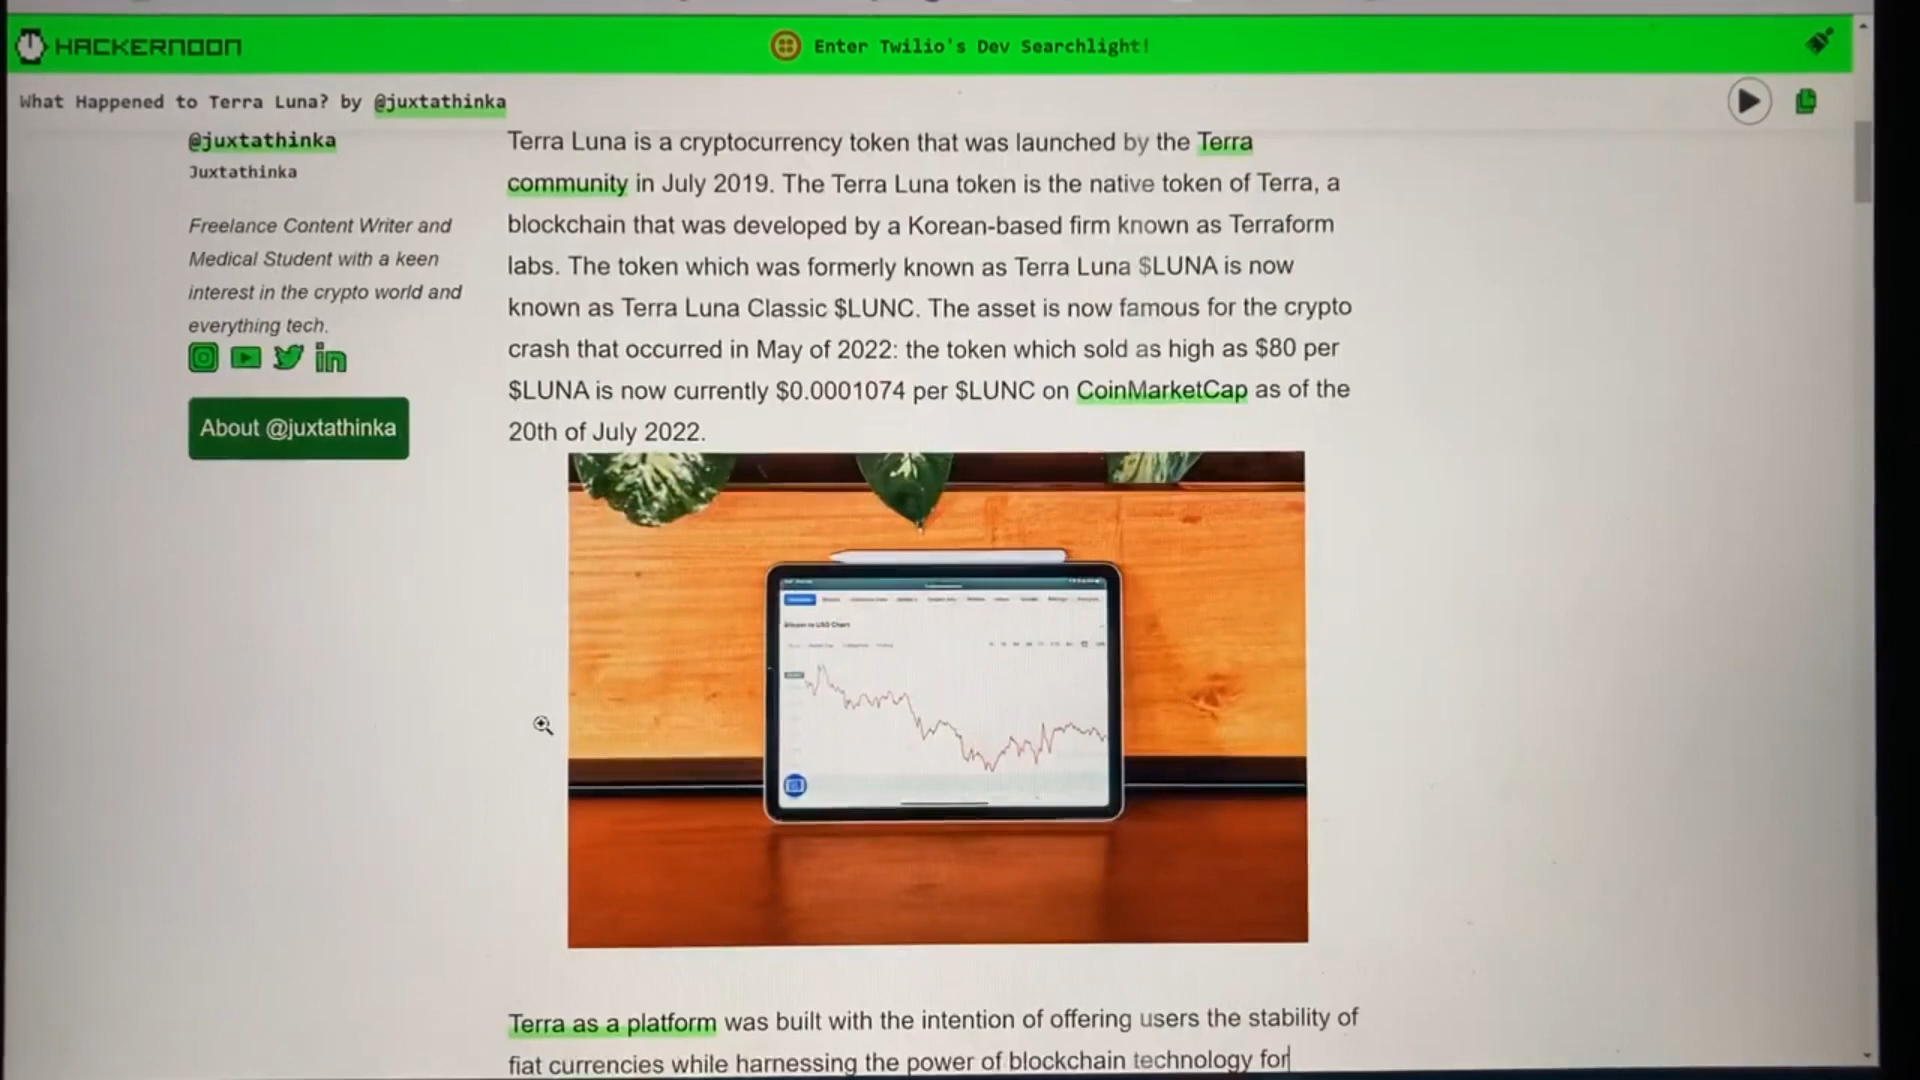 HACKERNOON
Enter Twilio's Dev Searchlight!
What Happened to Terra Luna? by @juxtathinka
@juxtathinka
Juxtathinka
Freelance Content Writer and
Medical Student with a keen
interest in the crypto world and
everything tech.
in
About @juxtathinka
Terra Luna is a cryptocurrency token that was launched by the Terra
community in July 2019. The Terra Luna token is the native token of Terra, a
blockchain that was developed by a Korean-based firm known as Terraform
labs. The token which was formerly known as Terra Luna $LUNA is now
known as Terra Luna Classic $LUNC. The asset is now famous for the crypto
crash that occurred in May of 2022: the token which sold as high as $80 per
$LUNA is now currently $0.0001074 per $LUNC on CoinMarketCap as of the
20th of July 2022.
Bitcoin to USD Chart
Terra as a platform was built with the intention of offering users the stability of
fiat currencies while harnessing the power of blockchain technology for